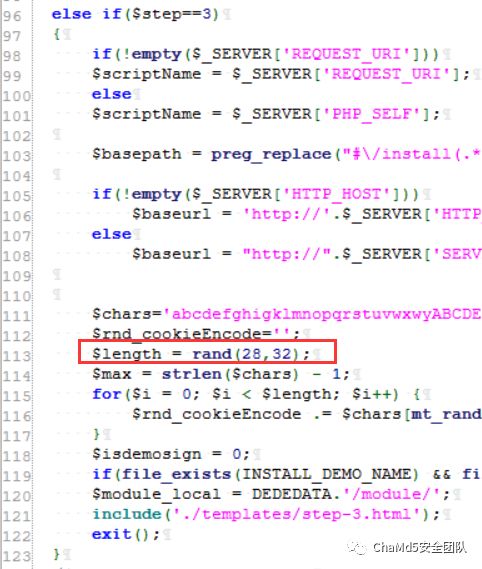 96 else if($step==3)
97 {
98 if(!empty($_SERVER['REQUEST_URI']))
99 $scriptName = $_SERVER['REQUEST_URI'];
100 else
101 $scriptName = $_SERVER['PHP_SELF'];
102
103 $basepath = preg_replace("#\/install(.*
104
105 if(!empty($_SERVER['HTTP_HOST']))
106 $baseurl = 'http://'.$_SERVER['HTTP
107 else
108 $baseurl = "http://".$_SERVER['SERV
109
110
111 $chars='abcdefghigklmnopqrstuvwxwyABCDE
112 $rnd_cookieEncode='';
113 $length = rand(28,32);
114 $max = strlen($chars) - 1;
115 for($i = 0; $i < $length; $i++) {
116 $rnd_cookieEncode .= $chars[mt_rand
117 }
118 $isdemosign = 0;
119 if(file_exists(INSTALL_DEMO_NAME) && fi
120 $module_local = DEDEDATA.'/module/';
121 include('./templates/step-3.html');
122 exit();
123 }
ChaMd5安全团队